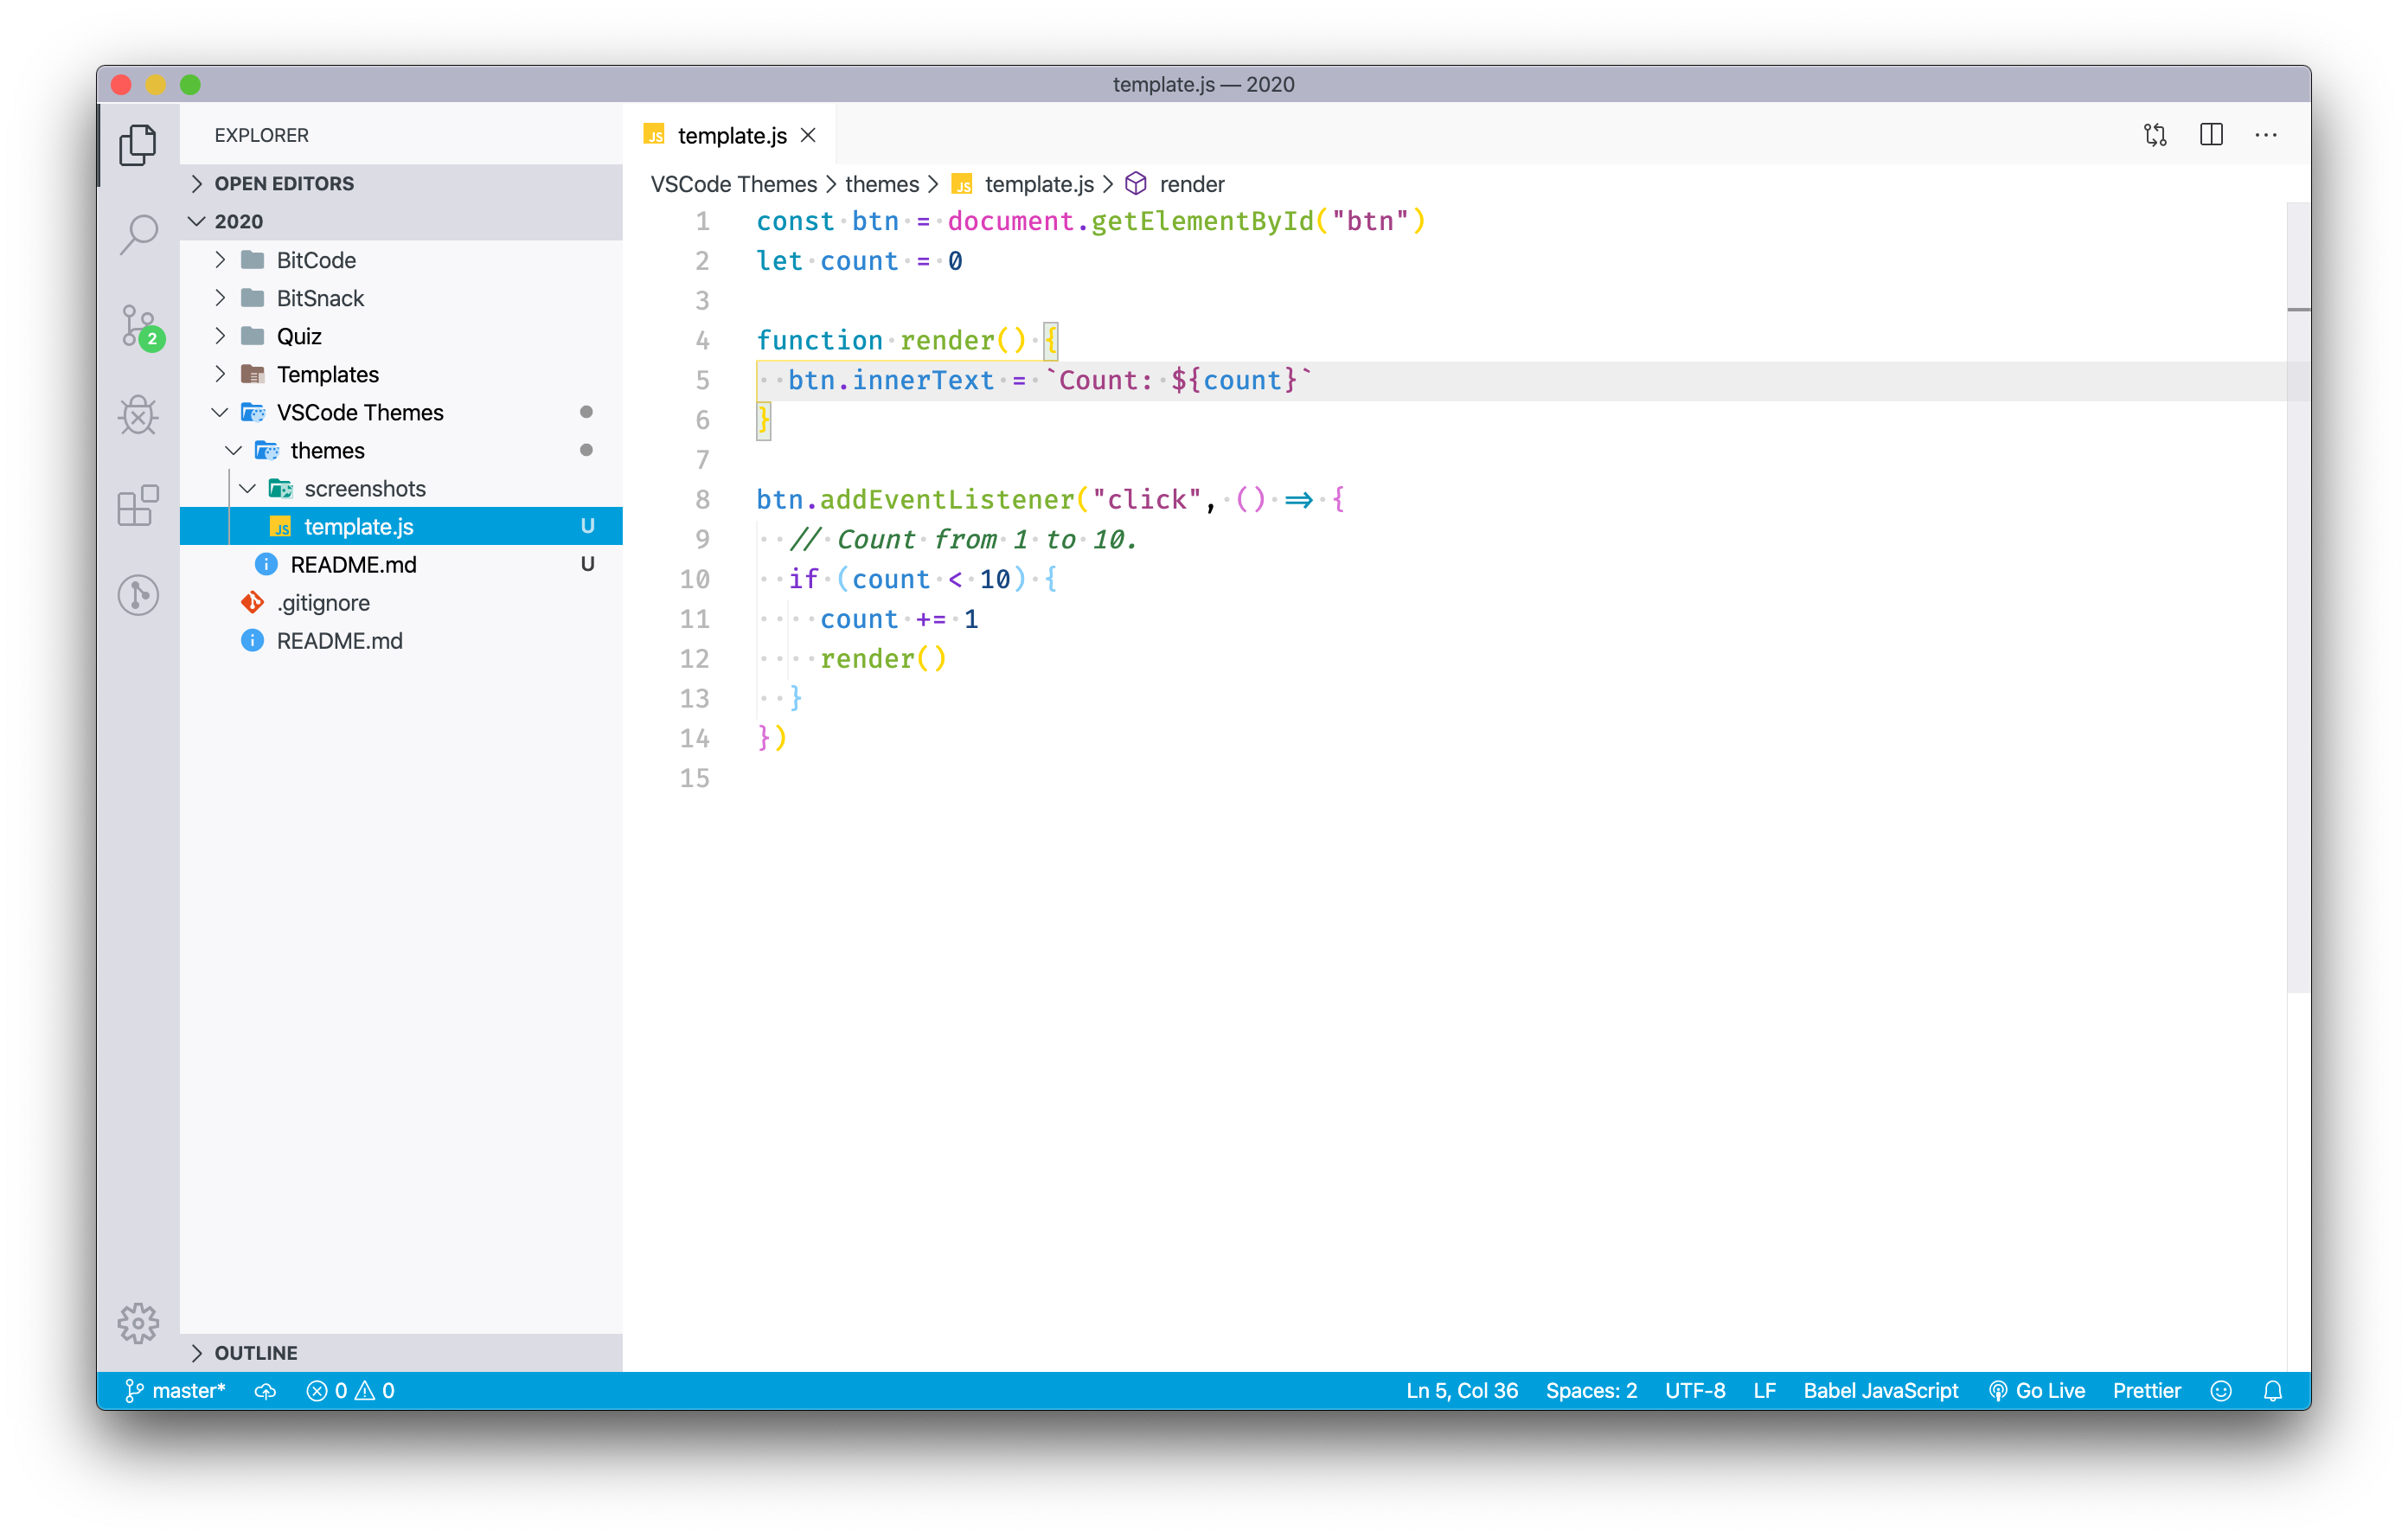 template.js — 2020
EXPLORER
OPEN EDITORS
2020
BitCode
BitSnack
Quiz
Templates
VSCode Themes
themes
screenshots
JS template.js U
README.md U
.gitignore
README.md
OUTLINE
2
JS template.js
VSCode Themes > themes > JS template.js > render
1 const btn = document.getElementById("btn")
2 let count = 0
3
4 function render() {
5   btn.innerText = `Count: ${count}`
6 }
7
8 btn.addEventListener("click", () => {
9   // Count from 1 to 10.
10   if (count < 10) {
11     count += 1
12     render()
13   }
14 })
15
master* 0 0 Ln 5, Col 36 Spaces: 2 UTF-8 LF Babel JavaScript Go Live Prettier